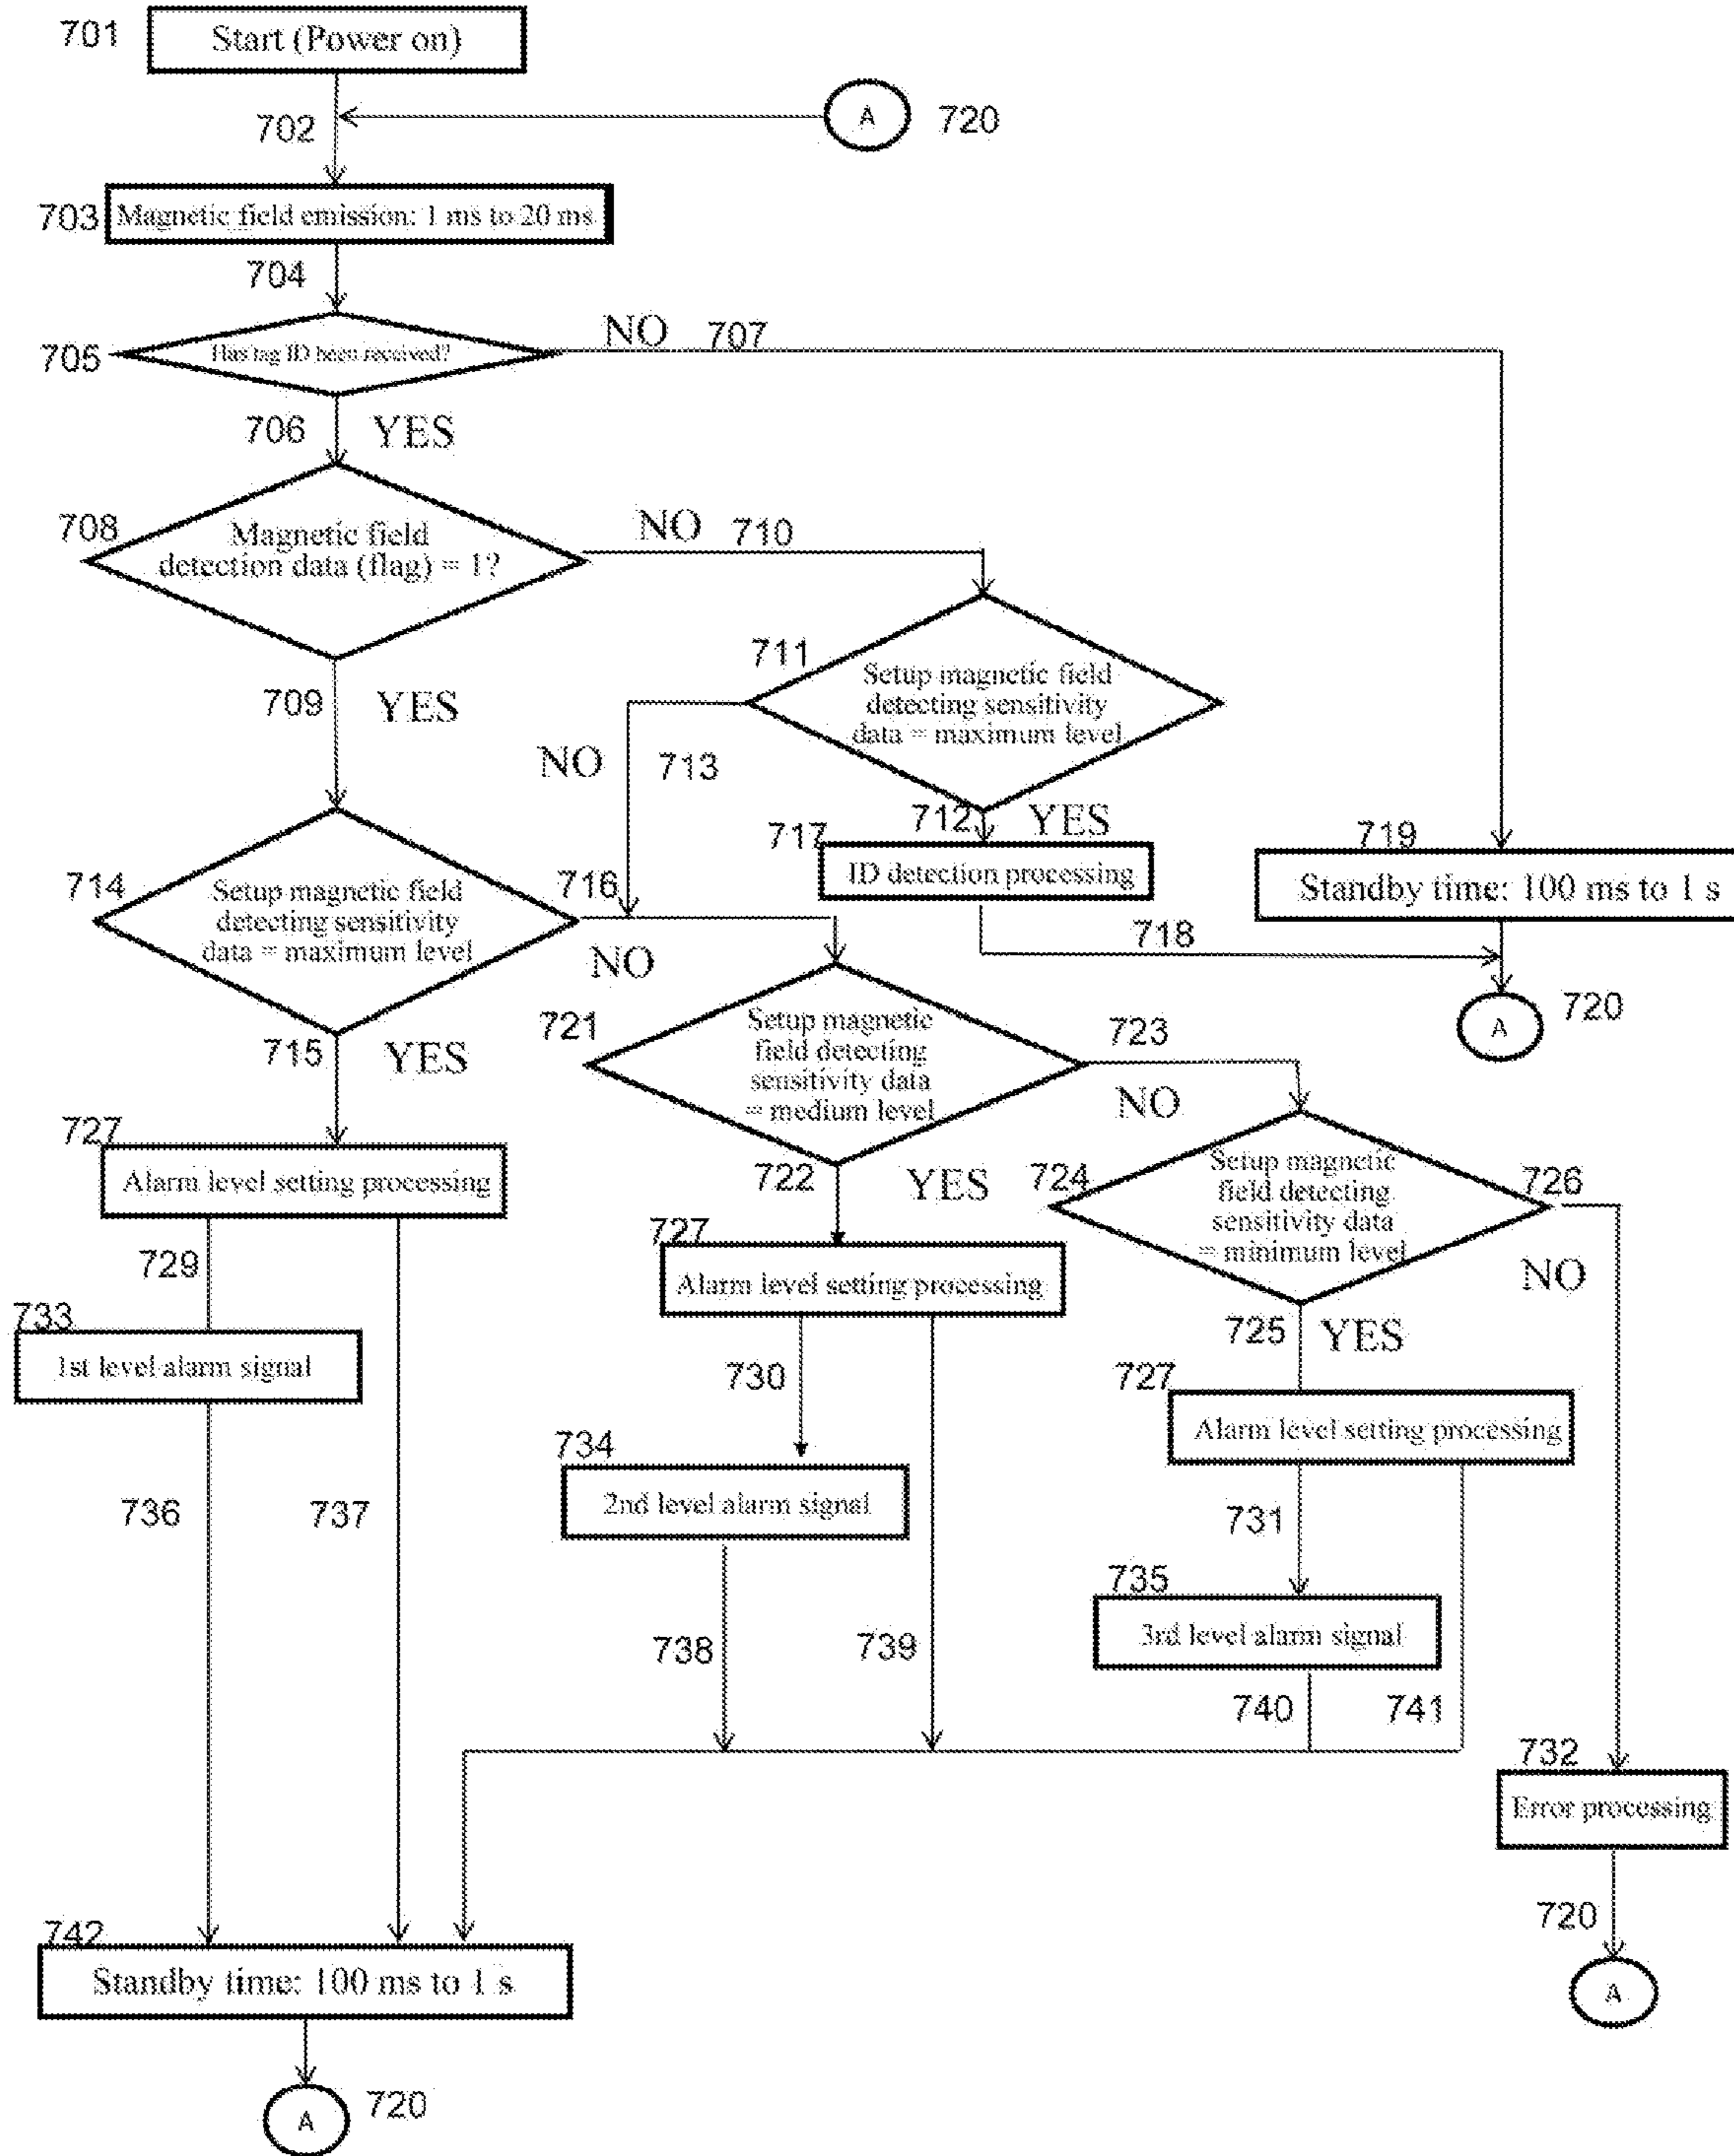 701
Start (Power on)
A
720
702
703
Magnetic field emission: 1 ms to 20 ms
704
NO
707
705
Has tag ID been received?
706
YES
708
Magnetic field
detection data (flag) = 1?
NO
710
711
Setup magnetic field
detecting sensitivity
data = maximum level
709
YES
NO
713
712
YES
717
ID detection processing
719
Standby time: 100 ms to 1 s
714
Setup magnetic field
detecting sensitivity
data = maximum level
716
NO
718
720
A
715
YES
721
Setup magnetic
field detecting
sensitivity data
= medium level
723
NO
727
Alarm level setting processing
722
YES
724
Setup magnetic
field detecting
sensitivity data
= minimum level
726
NO
729
727
Alarm level setting processing
725
YES
733
1st level alarm signal
730
727
Alarm level setting processing
734
2nd level alarm signal
736
737
731
735
3rd level alarm signal
738
739
740
741
732
Error processing
720
A
742
Standby time: 100 ms to 1 s
A
720